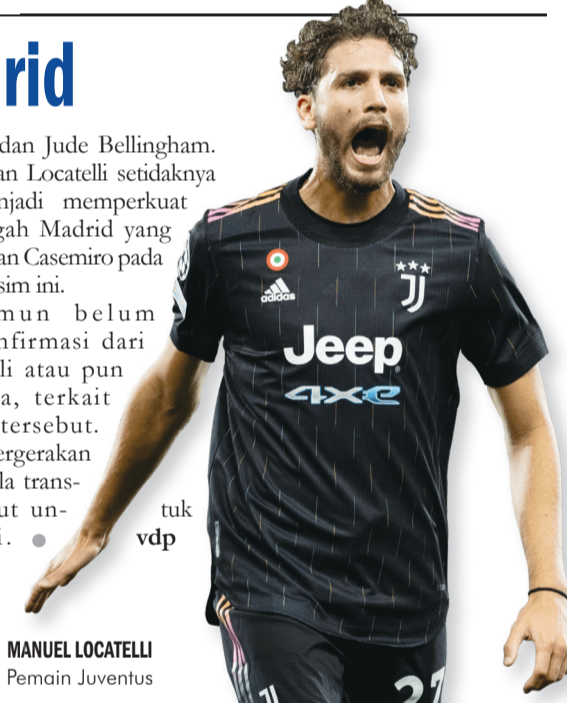 rid
dan Jude Bellingham.
an Locatelli setidaknya
njadi memperkuat
gah Madrid yang
an Casemiro pada
sim ini.
mun belum
nfirmasi dari
li atau pun
a, terkait
tersebut.
ergerakan
la trans-
ut un- tuk
i. ● vdp
adidas
Jeep
4xe
27
MANUEL LOCATELLI
Pemain Juventus